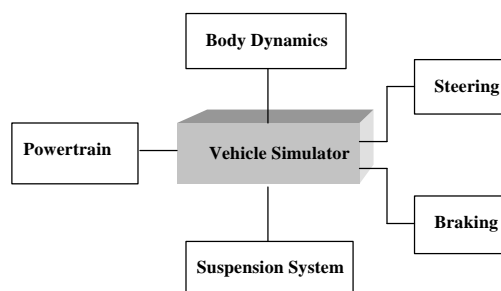 Body Dynamics
Steering
Powertrain
Vehicle Simulator
Braking
Suspension System